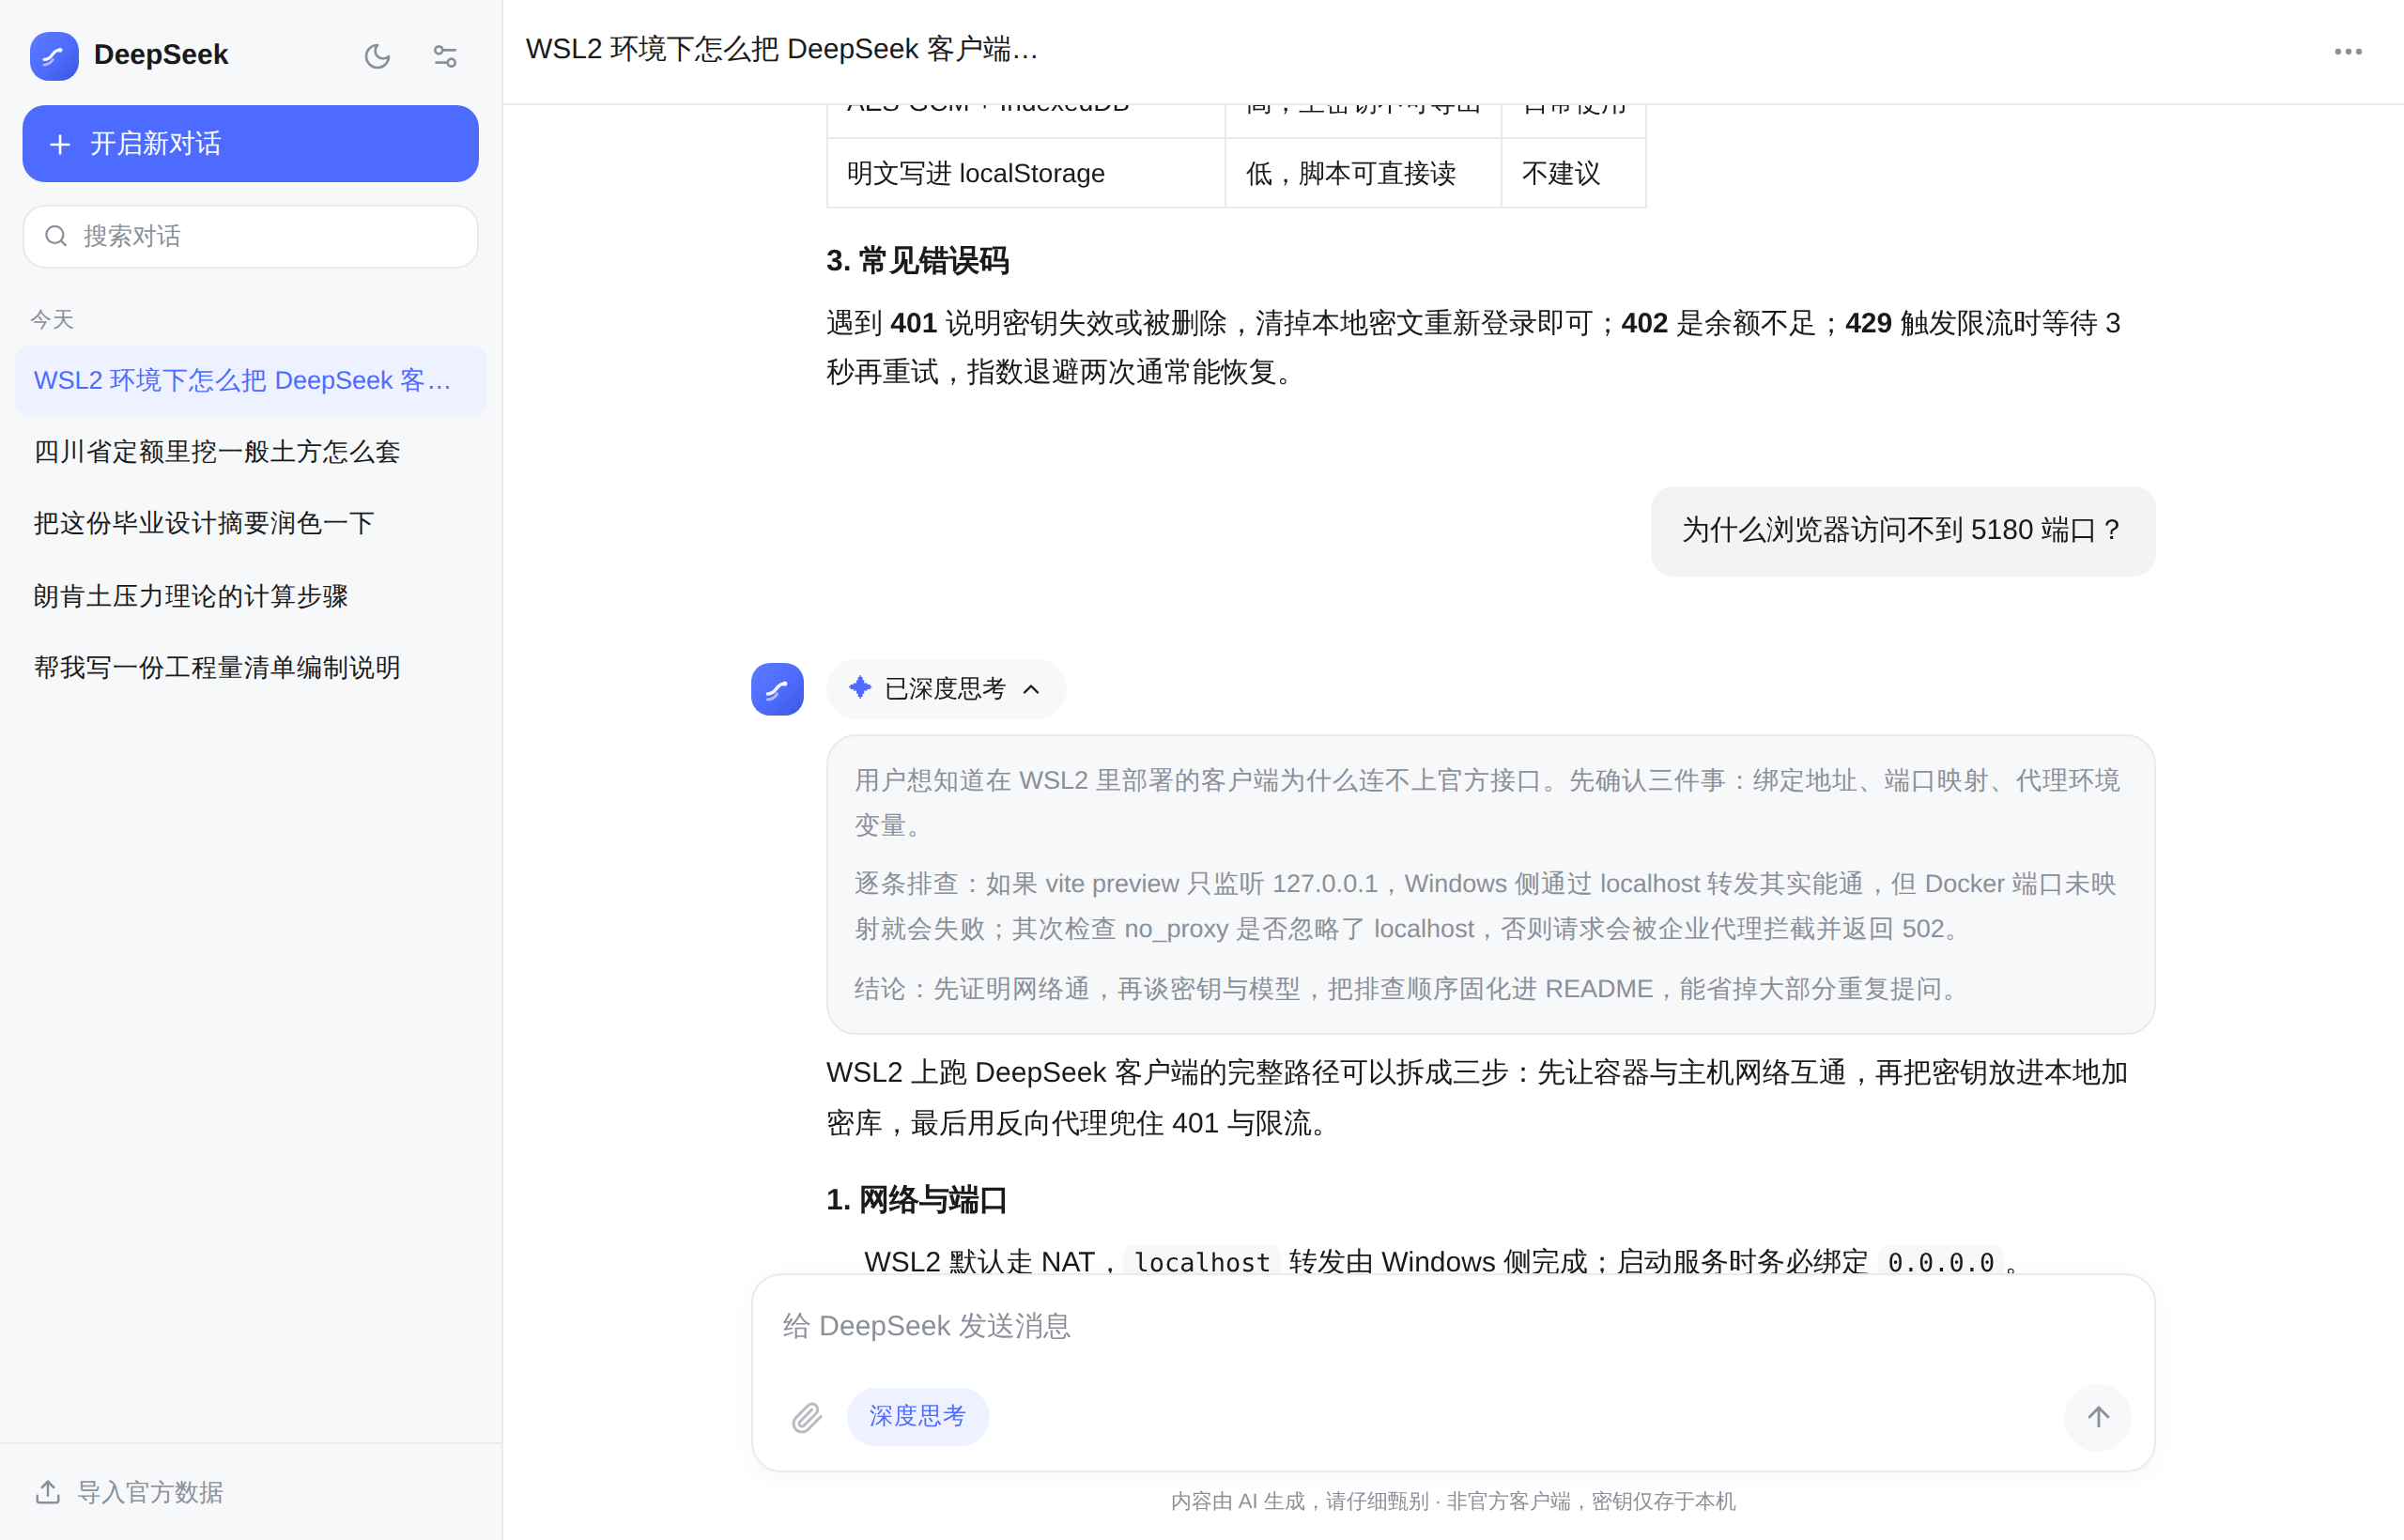 DeepSeek
开启新对话
搜索对话
今天
WSL2 环境下怎么把 DeepSeek 客…
四川省定额里挖一般土方怎么套
把这份毕业设计摘要润色一下
朗肯土压力理论的计算步骤
帮我写一份工程量清单编制说明
导入官方数据
WSL2 环境下怎么把 DeepSeek 客户端…
AES-GCM + IndexedDB 高，主密钥不可导出 日常使用
明文写进 localStorage 低，脚本可直接读 不建议
3. 常见错误码
遇到 401 说明密钥失效或被删除，清掉本地密文重新登录即可；402 是余额不足；429 触发限流时等待 3
秒再重试，指数退避两次通常能恢复。
为什么浏览器访问不到 5180 端口？
已深度思考
用户想知道在 WSL2 里部署的客户端为什么连不上官方接口。先确认三件事：绑定地址、端口映射、代理环境
变量。
逐条排查：如果 vite preview 只监听 127.0.0.1，Windows 侧通过 localhost 转发其实能通，但 Docker 端口未映
射就会失败；其次检查 no_proxy 是否忽略了 localhost，否则请求会被企业代理拦截并返回 502。
结论：先证明网络通，再谈密钥与模型，把排查顺序固化进 README，能省掉大部分重复提问。
WSL2 上跑 DeepSeek 客户端的完整路径可以拆成三步：先让容器与主机网络互通，再把密钥放进本地加
密库，最后用反向代理兜住 401 与限流。
1. 网络与端口
WSL2 默认走 NAT，localhost 转发由 Windows 侧完成；启动服务时务必绑定 0.0.0.0。
给 DeepSeek 发送消息
深度思考
内容由 AI 生成，请仔细甄别 · 非官方客户端，密钥仅存于本机